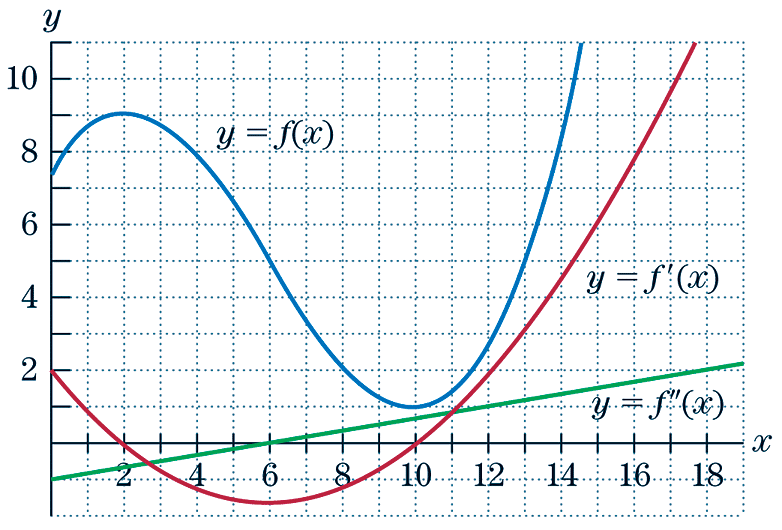 y
10
y = f(x)
8
6
y = f′(x)
4
2
y = f″(x)
x
2 4 6 8 10 12 14 16 18